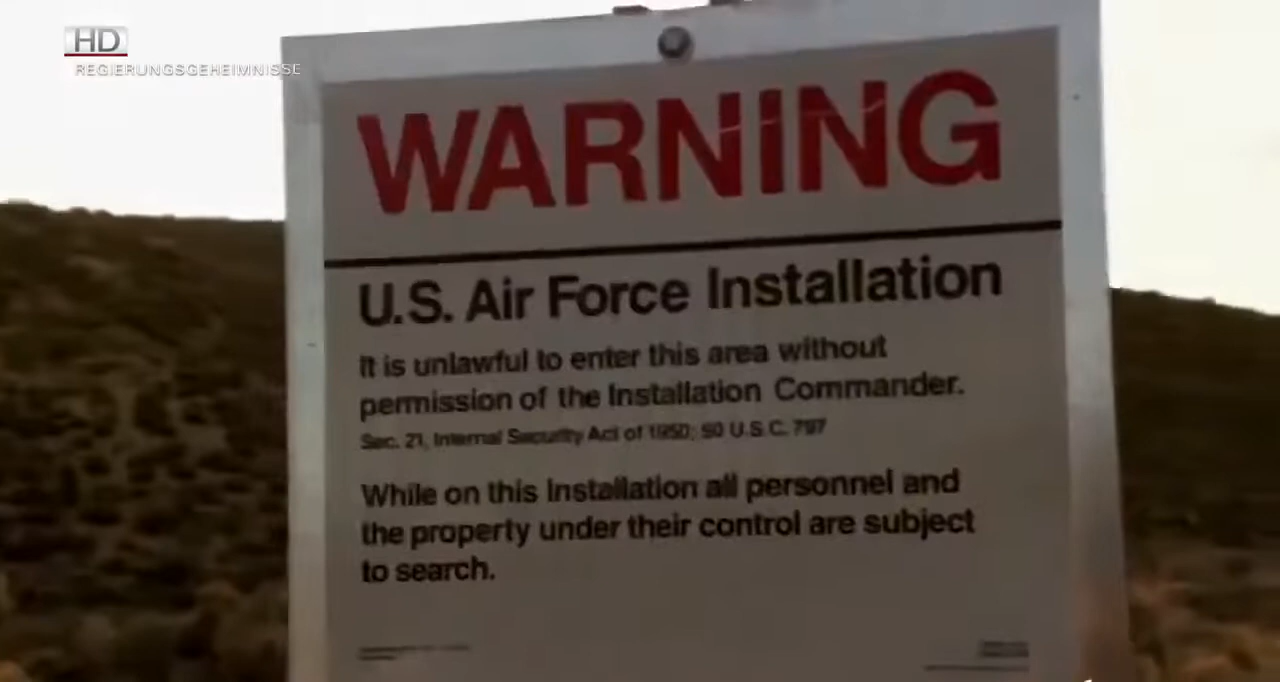 HD
REGIERUNGSGEHEIMNISSE
WARNING
U.S. Air Force Installation
It is unlawful to enter this area without
permission of the Installation Commander.
Sec. 21, Internal Security Act of 1950; 50 U.S.C. 797
While on this Installation all personnel and
the property under their control are subject
to search.